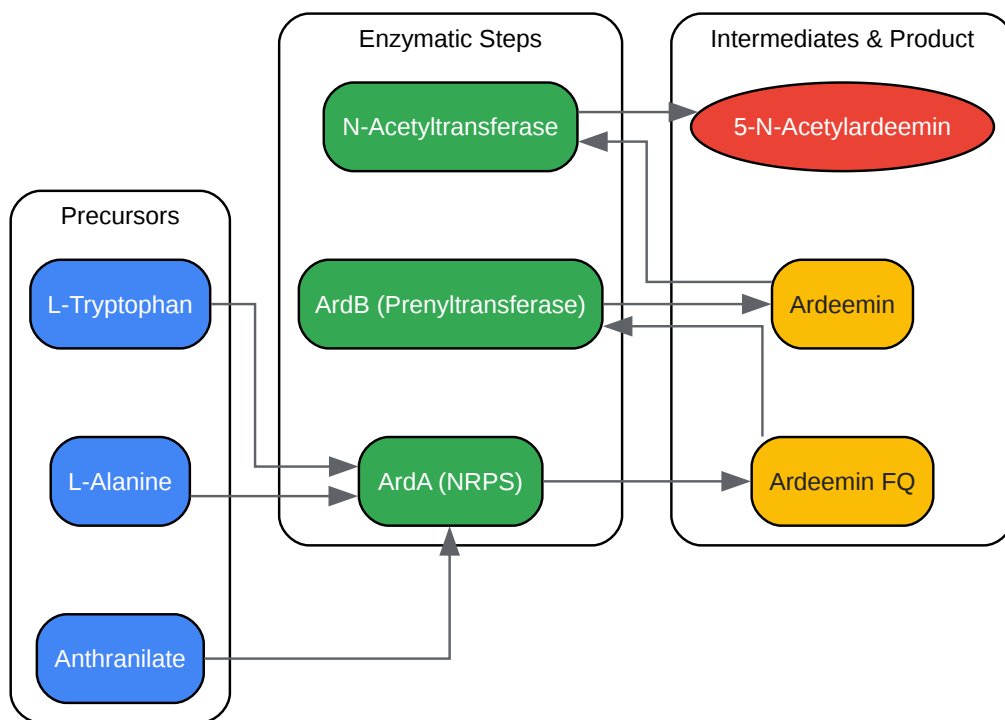 Precursors
L-Tryptophan
L-Alanine
Anthranilate
Enzymatic Steps
N-Acetyltransferase
ArdB (Prenyltransferase)
ArdA (NRPS)
Intermediates & Product
5-N-Acetylardeemin
Ardeemin
Ardeemin FQ